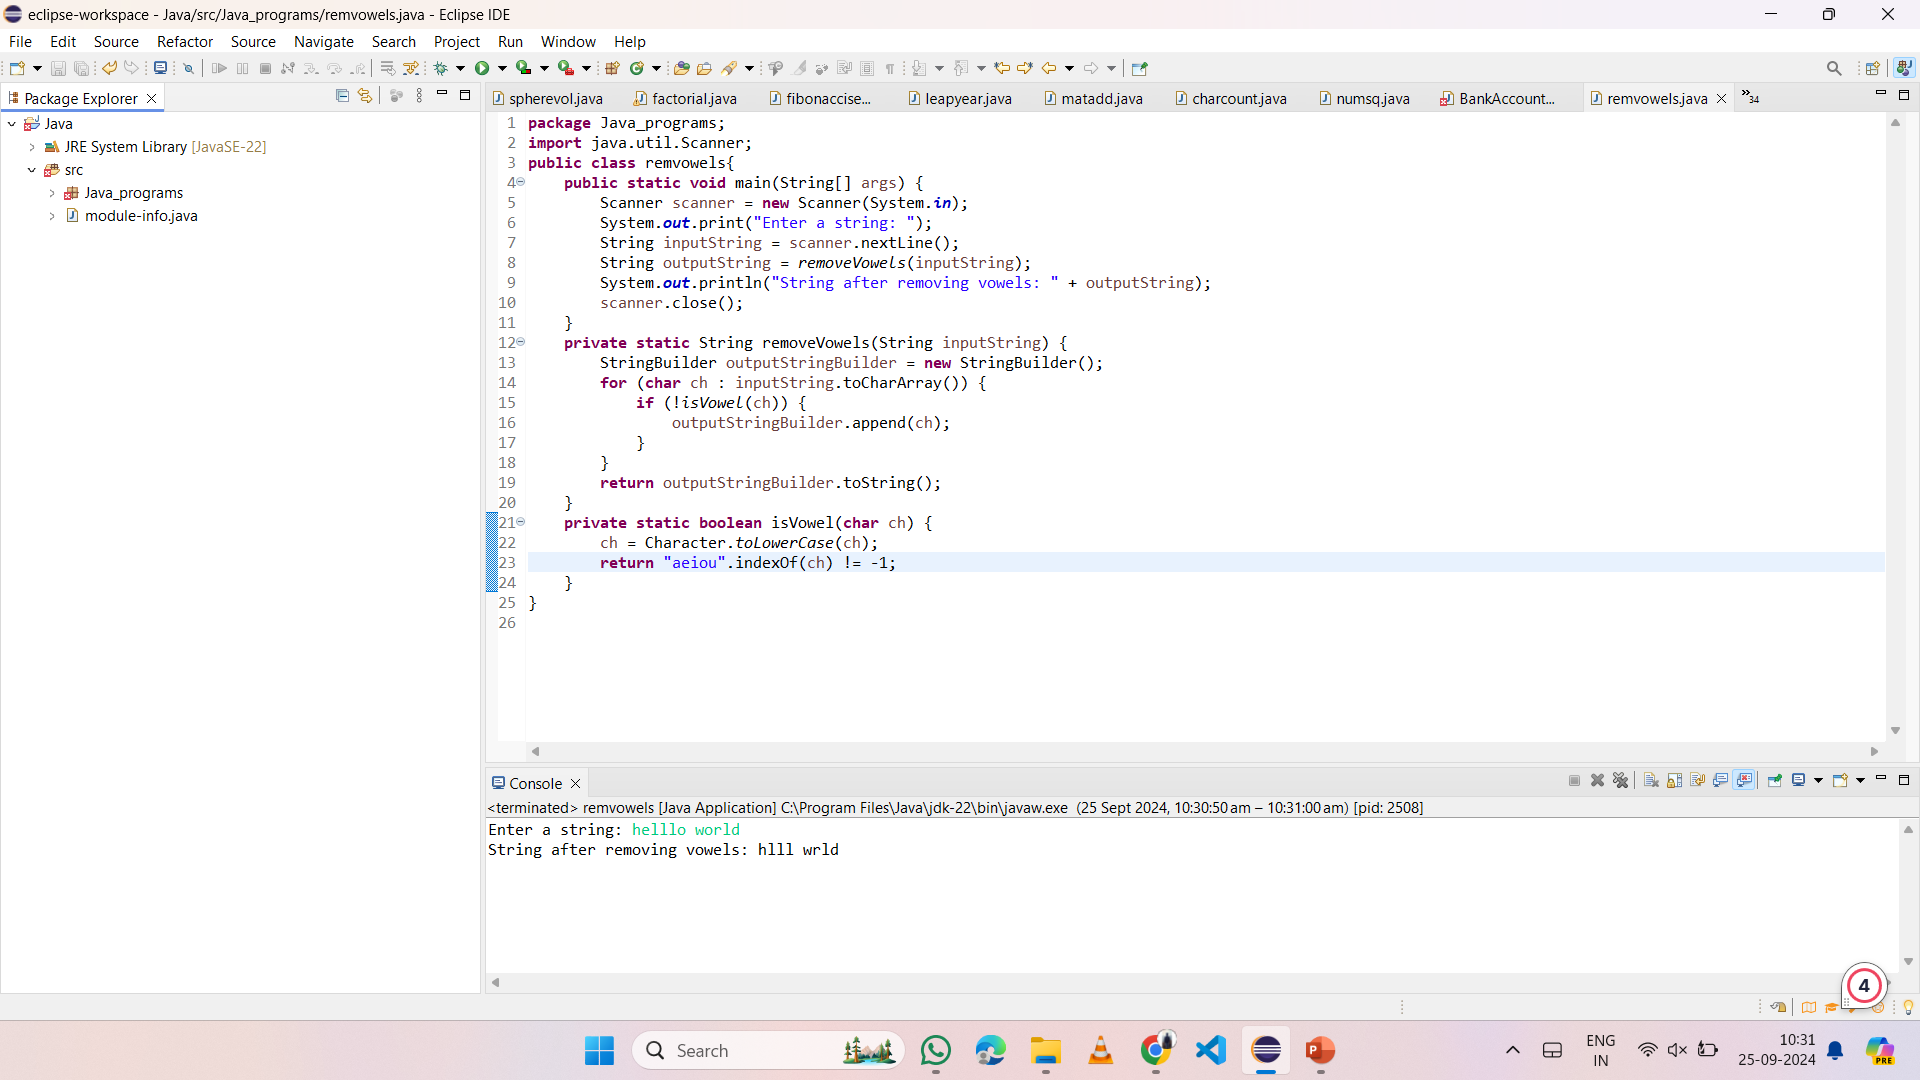 eclipse-workspace - Java/src/Java_programs/remvowels.java - Eclipse IDE
File Edit Source Refactor Source Navigate Search Project Run Window Help
Package Explorer
Java
JRE System Library [JavaSE-22]
src
Java_programs
module-info.java
spherevol.java factorial.java fibonaccise... leapyear.java matadd.java charcount.java numsq.java BankAccount... remvowels.java »34
1 package Java_programs;
2 import java.util.Scanner;
3 public class remvowels{
4 public static void main(String[] args) {
5 Scanner scanner = new Scanner(System.in);
6 System.out.print("Enter a string: ");
7 String inputString = scanner.nextLine();
8 String outputString = removeVowels(inputString);
9 System.out.println("String after removing vowels: " + outputString);
10 scanner.close();
11 }
12 private static String removeVowels(String inputString) {
13 StringBuilder outputStringBuilder = new StringBuilder();
14 for (char ch : inputString.toCharArray()) {
15 if (!isVowel(ch)) {
16 outputStringBuilder.append(ch);
17 }
18 }
19 return outputStringBuilder.toString();
20 }
21 private static boolean isVowel(char ch) {
22 ch = Character.toLowerCase(ch);
23 return "aeiou".indexOf(ch) != -1;
24 }
25 }
26
Console
<terminated> remvowels [Java Application] C:\Program Files\Java\jdk-22\bin\javaw.exe (25 Sept 2024, 10:30:50 am – 10:31:00 am) [pid: 2508]
Enter a string: helllo world
String after removing vowels: hlll wrld
4
Search
ENG
IN
10:31
25-09-2024
PRE